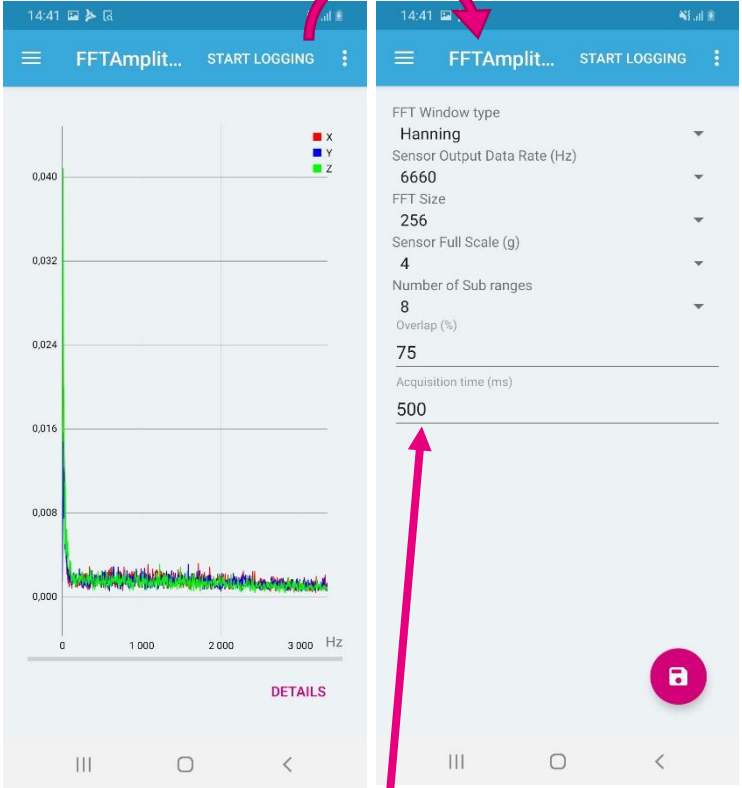 14:41
FFTAmplit... START LOGGING
X
Y
Z
0,040
0,032
0,024
0,016
0,008
0,000
0 1 000 2 000 3 000 Hz
DETAILS
14:41
FFTAmplit... START LOGGING
FFT Window type
Hanning
Sensor Output Data Rate (Hz)
6660
FFT Size
256
Sensor Full Scale (g)
4
Number of Sub ranges
8
Overlap (%)
75
Acquisition time (ms)
500